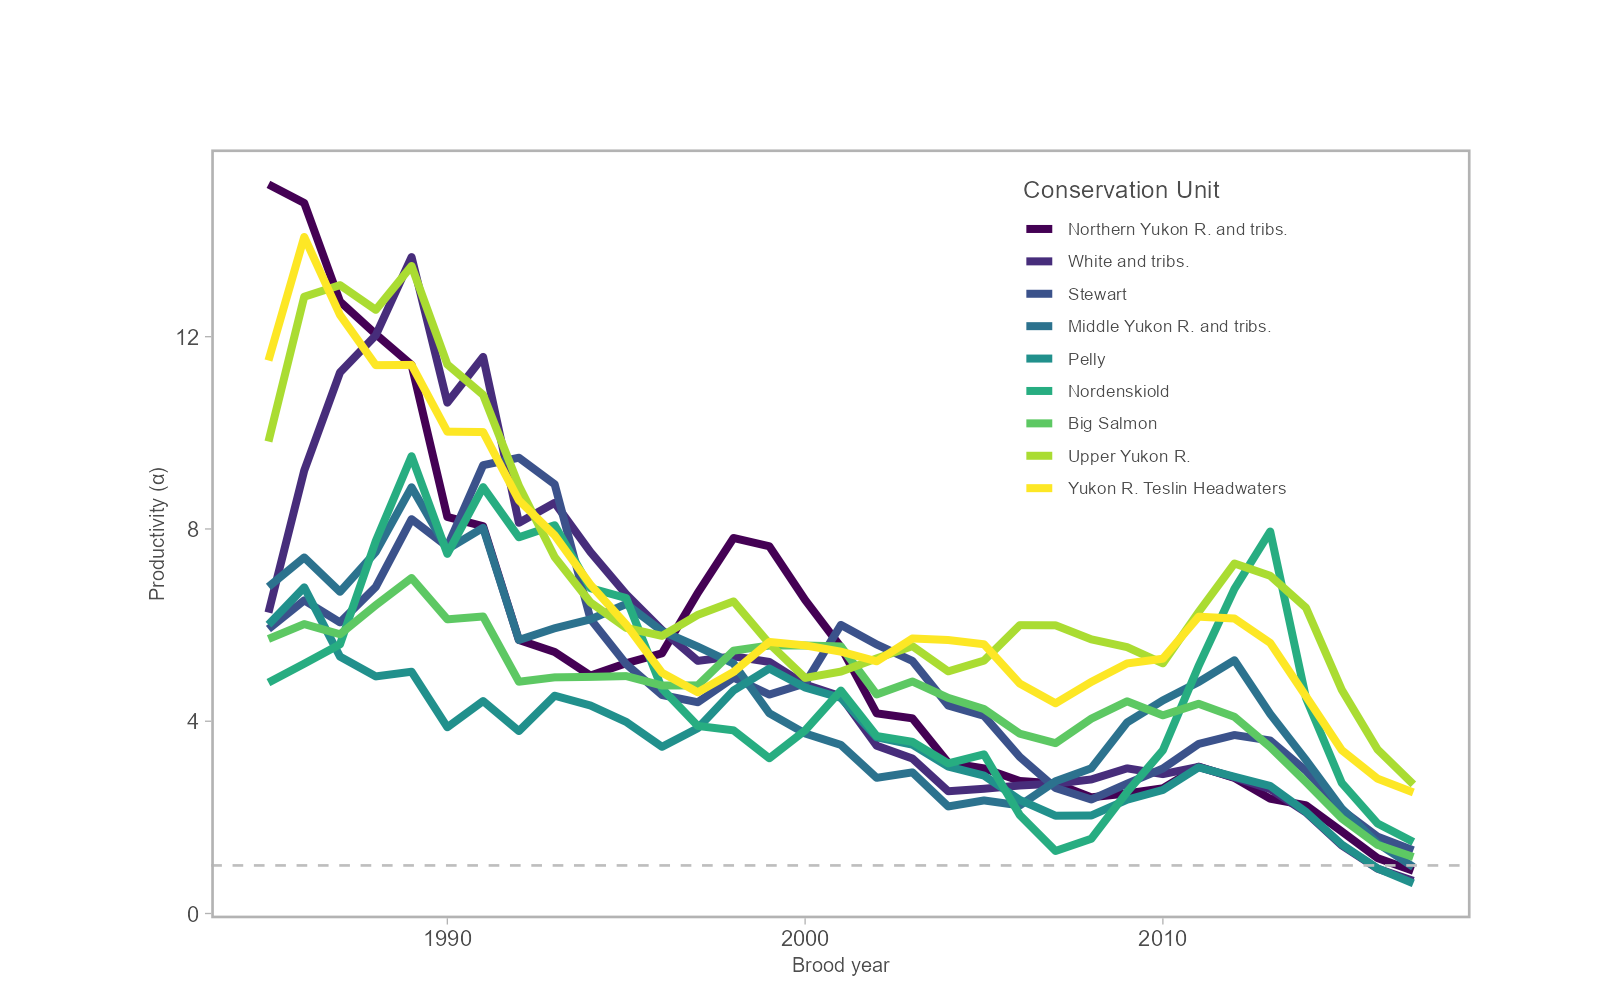 Conservation Unit
Northern Yukon R. and tribs.
White and tribs.
Stewart
Middle Yukon R. and tribs.
Pelly
Nordenskiold
Big Salmon
Upper Yukon R.
Yukon R. Teslin Headwaters
Productivity (α)
12
8
4
0
1990 2000 2010
Brood year